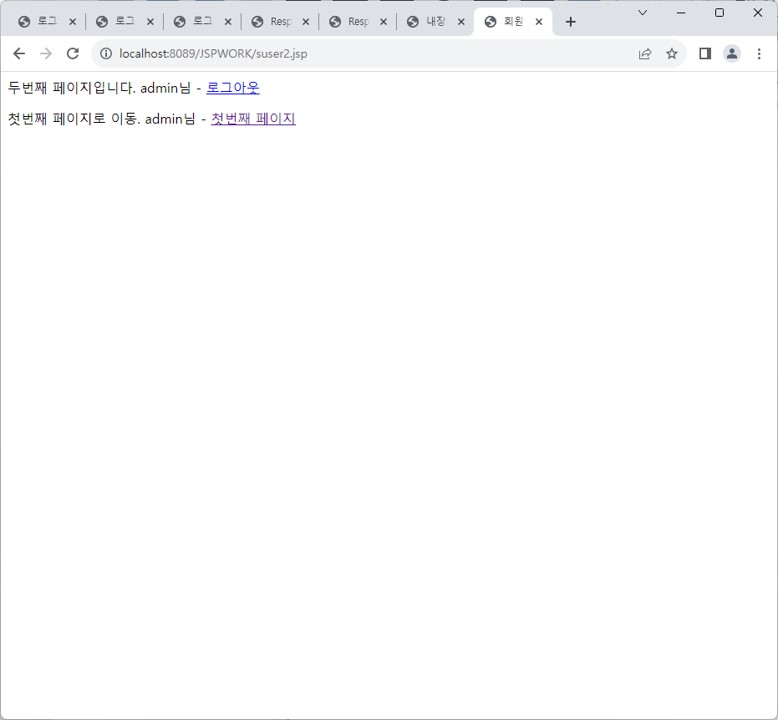 로그 로그 로그 Resp Resp 내장 회원
localhost:8089/JSPWORK/suser2.jsp
두번째 페이지입니다. admin님 - 로그아웃
첫번째 페이지로 이동. admin님 - 첫번째 페이지